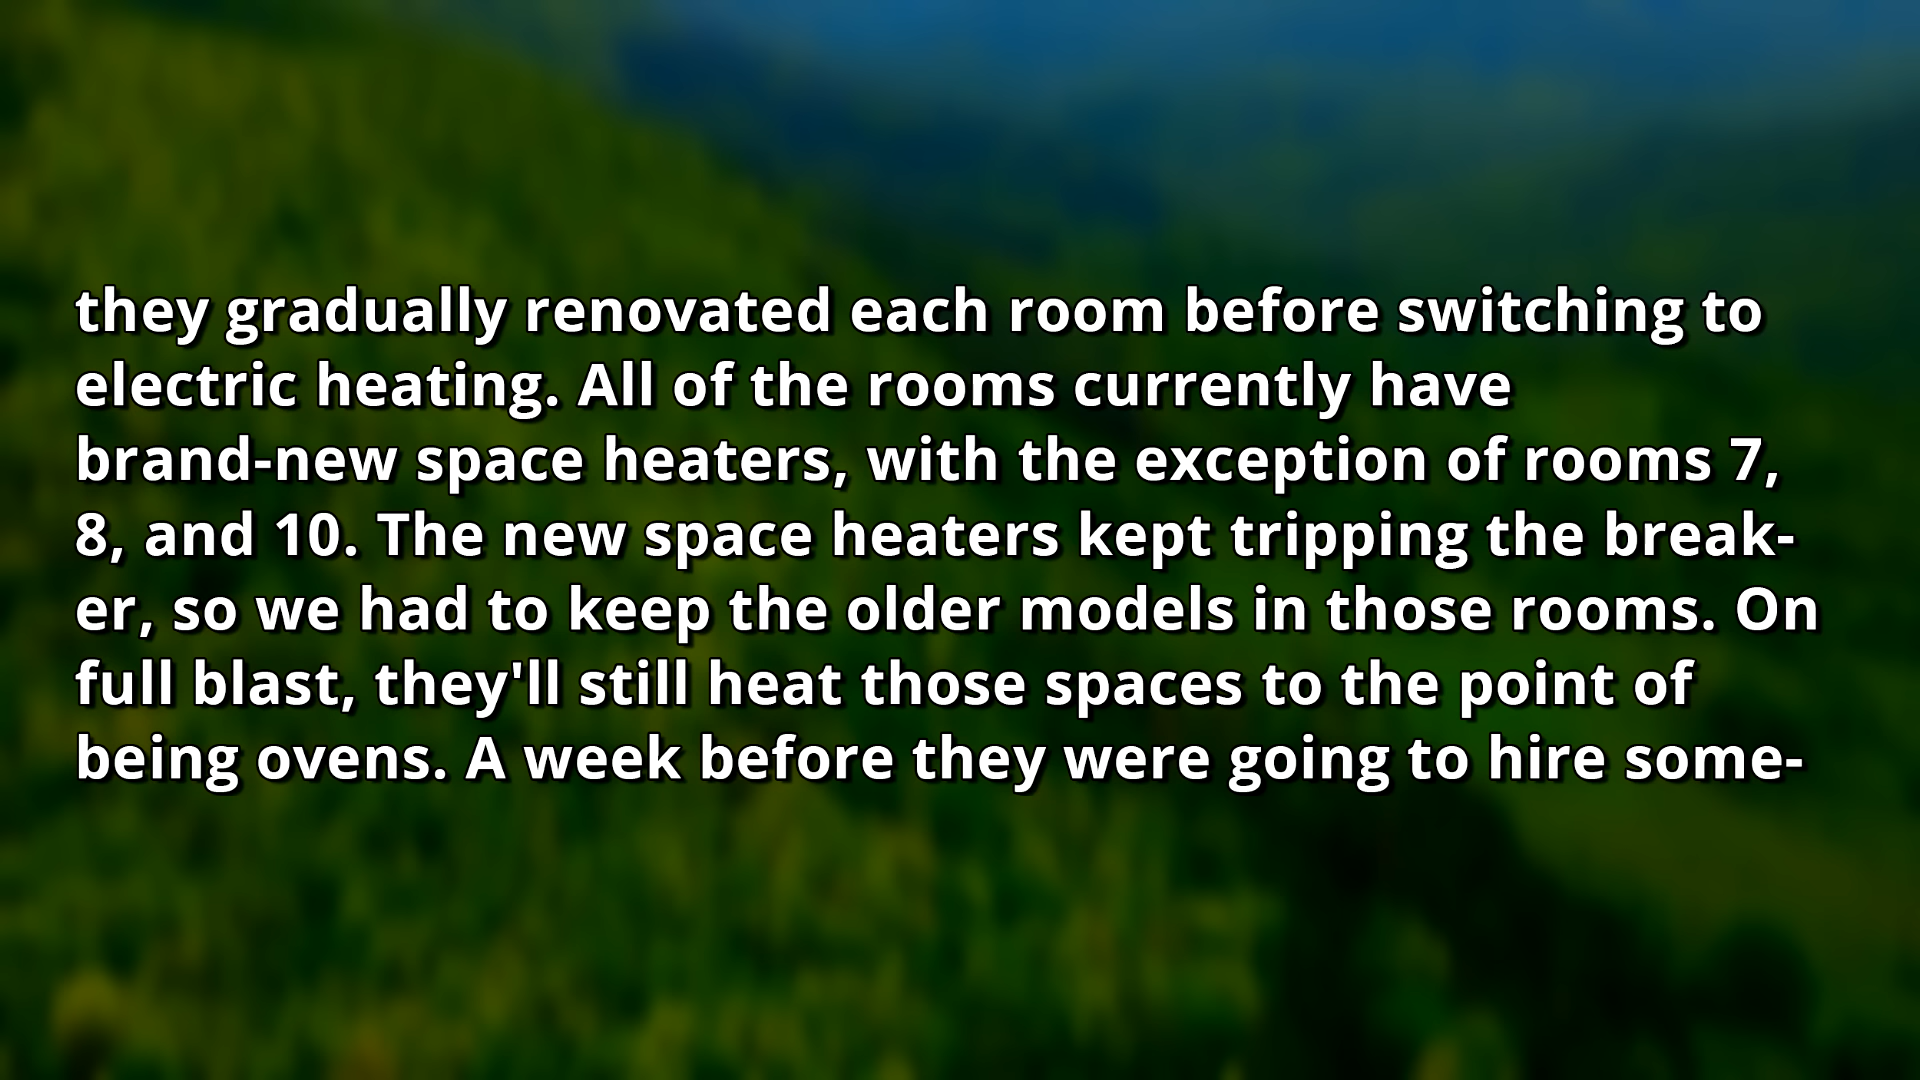 they gradually renovated each room before switching to
electric heating. All of the rooms currently have
brand-new space heaters, with the exception of rooms 7,
8, and 10. The new space heaters kept tripping the break-
er, so we had to keep the older models in those rooms. On
full blast, they'll still heat those spaces to the point of
being ovens. A week before they were going to hire some-